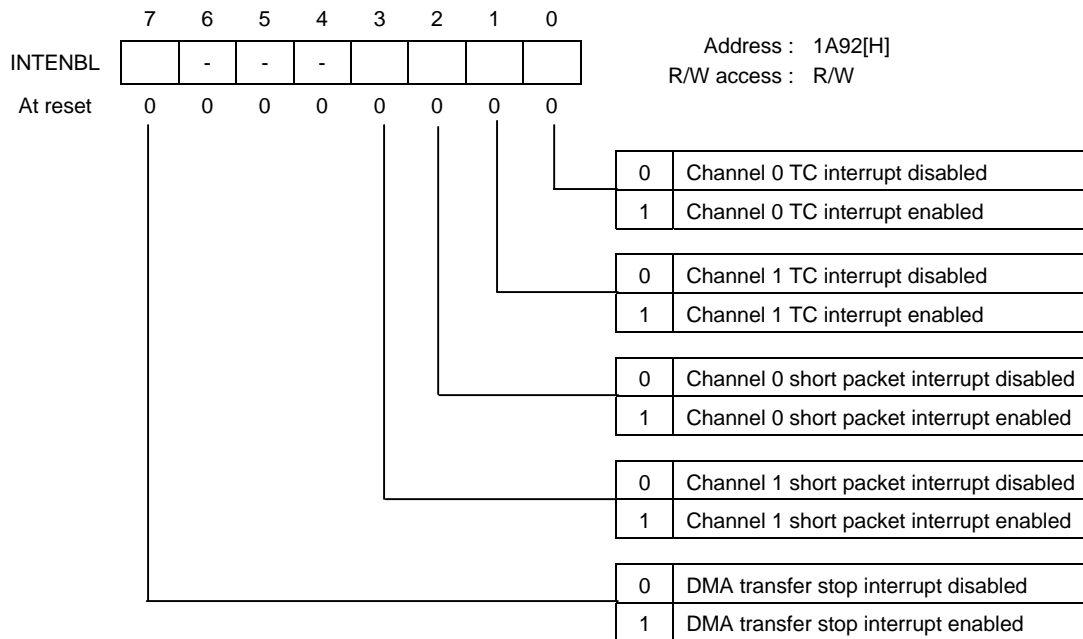 7 6 5 4 3 2 1 0
INTENBL - - -
At reset 0 0 0 0 0 0 0 0
Address : 1A92[H]
R/W access : R/W
0 Channel 0 TC interrupt disabled
1 Channel 0 TC interrupt enabled
0 Channel 1 TC interrupt disabled
1 Channel 1 TC interrupt enabled
0 Channel 0 short packet interrupt disabled
1 Channel 0 short packet interrupt enabled
0 Channel 1 short packet interrupt disabled
1 Channel 1 short packet interrupt enabled
0 DMA transfer stop interrupt disabled
1 DMA transfer stop interrupt enabled